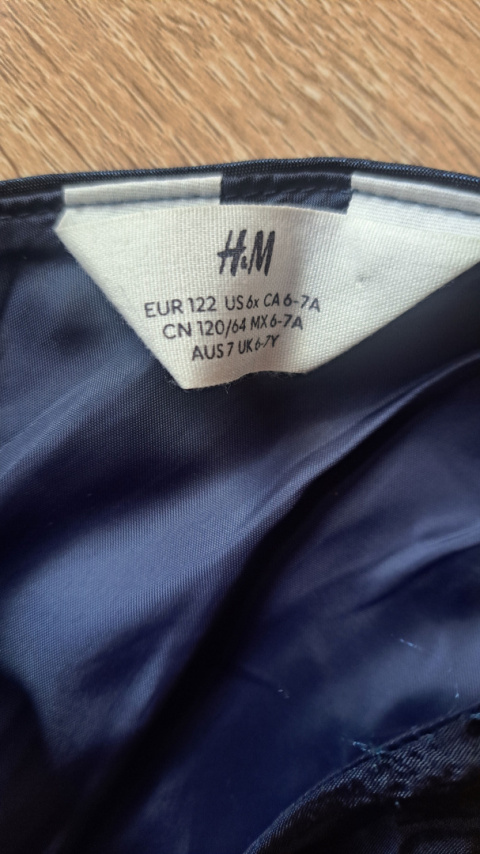 H&M
EUR 122 US 6x CA 6-7A
CN 120/64 MX 6-7A
AUS 7 UK 6-7Y